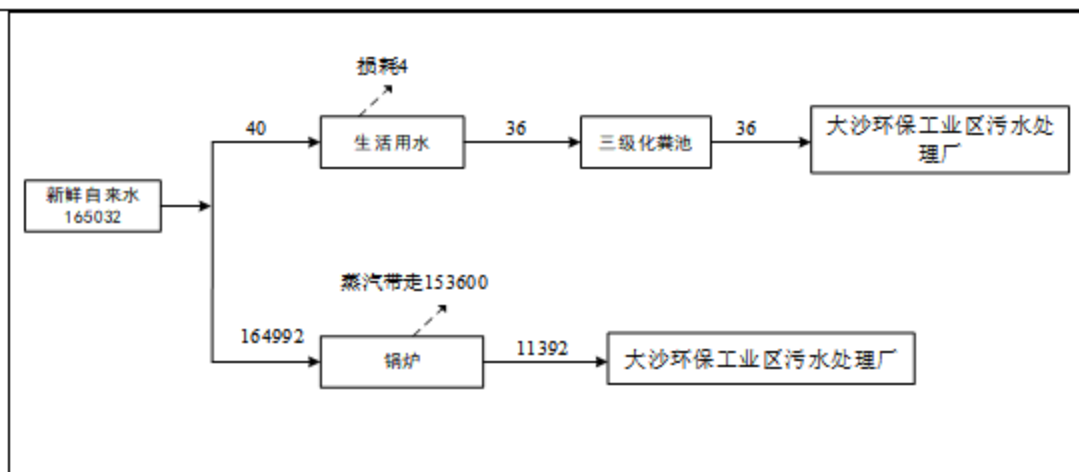 损耗4
40
生活用水
36
三级化粪池
36
大沙环保工业区污水处
理厂
新鲜自来水
165032
蒸汽带走153600
164992
锅炉
11392
大沙环保工业区污水处理厂